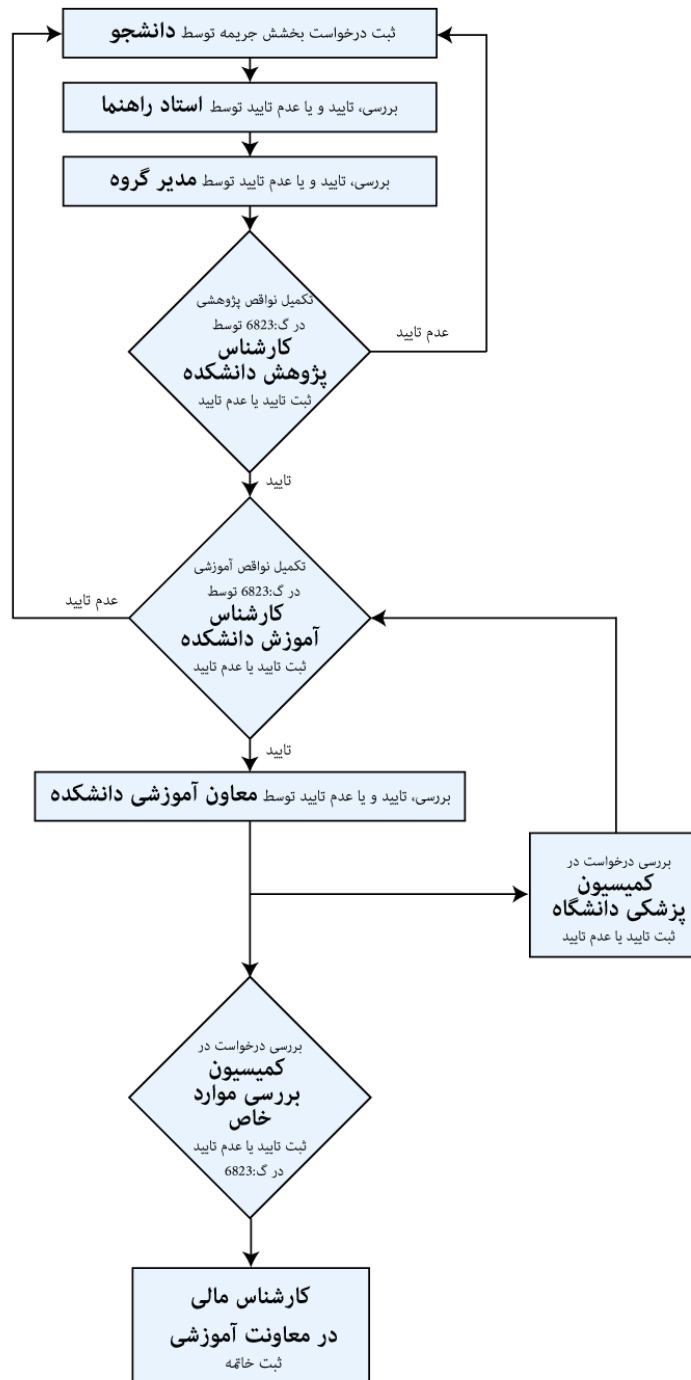 ثبت درخواست بخشش جریمه توسط دانشجو
بررسی، تایید و یا عدم تایید توسط استاد راهنما
بررسی، تایید و یا عدم تایید توسط مدیر گروه
تکمیل نواقص پژوهشی
در گ:6823 توسط
کارشناس
پژوهش دانشکده
ثبت تایید یا عدم تایید
عدم تایید
تایید
تکمیل نواقص آموزشی
در گ:6823 توسط
کارشناس
آموزش دانشکده
ثبت تایید یا عدم تایید
عدم تایید
تایید
بررسی، تایید و یا عدم تایید توسط معاون آموزشی دانشکده
بررسی درخواست در
کمیسیون
پزشکی دانشگاه
ثبت تایید یا عدم تایید
بررسی درخواست در
کمیسیون
بررسی موارد
خاص
ثبت تایید یا عدم تایید
در گ:6823
کارشناس مالی
در معاونت آموزشی
ثبت خاتمه